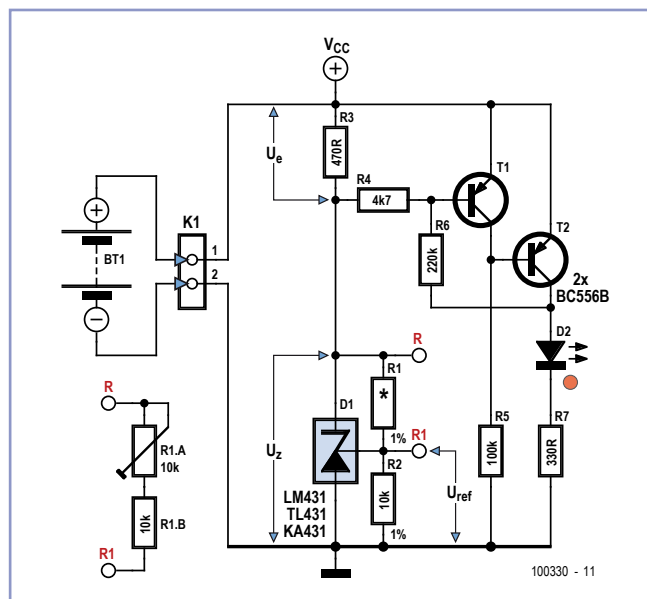 VCC
R3
470R
Ue
R4
4k7
T1
K1
1
2
BT1
R6
220k
T2
2x
BC556B
D2
R
R1
*
1%
R
D1
R1
R2
10k
1%
Uz
Uref
LM431
TL431
KA431
R5
100k
R7
330R
R1.A
10k
10k
R1.B
R1
100330 - 11